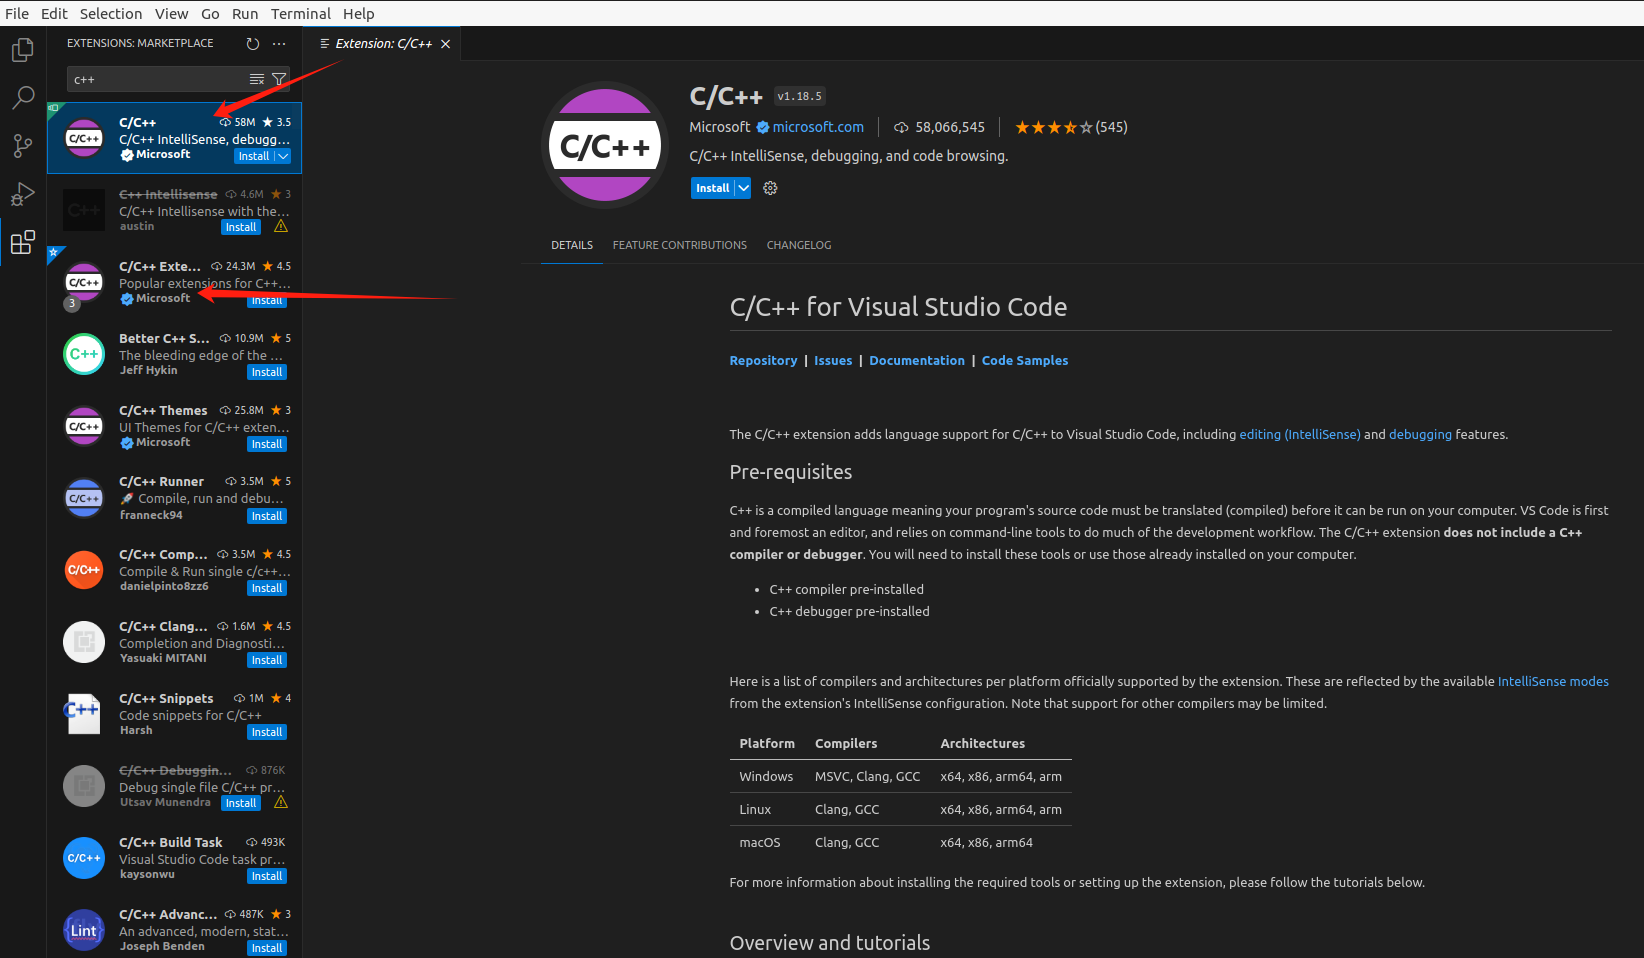 File Edit Selection View Go Run Terminal Help
EXTENSIONS: MARKETPLACE
c++
C/C++ 58M 3.5
C/C++ IntelliSense, debugg...
Microsoft Install
C++ Intellisense 4.6M 3
C/C++ Intellisense with the...
austin Install
C/C++ Exte... 24.3M 4.5
Popular extensions for C++...
Microsoft Install
3
Better C++ S... 10.9M 5
The bleeding edge of the ...
Jeff Hykin Install
C/C++ Themes 25.8M 3
UI Themes for C/C++ exten...
Microsoft Install
C/C++ Runner 3.5M 5
🚀 Compile, run and debu...
franneck94 Install
C/C++ Comp... 3.5M 4.5
Compile & Run single c/c++...
danielpinto8zz6 Install
C/C++ Clang... 1.6M 4.5
Completion and Diagnosti...
Yasuaki MITANI Install
C/C++ Snippets 1M 4
Code snippets for C/C++
Harsh Install
C/C++ Debuggin... 876K
Debug single file C/C++ pr...
Utsav Munendra Install
C/C++ Build Task 493K
Visual Studio Code task pr...
kaysonwu Install
C/C++ Advanc... 487K 3
An advanced, modern, stat...
Joseph Benden Install
C/C++
C++
C/C++
C++
C/C++
C/C++
C/C++
C++
C/C++
{Lint}
Extension: C/C++
C/C++
C/C++ v1.18.5
Microsoft microsoft.com 58,066,545 (545)
C/C++ IntelliSense, debugging, and code browsing.
Install
DETAILS FEATURE CONTRIBUTIONS CHANGELOG
C/C++ for Visual Studio Code
Repository | Issues | Documentation | Code Samples
The C/C++ extension adds language support for C/C++ to Visual Studio Code, including editing (IntelliSense) and debugging features.
Pre-requisites
C++ is a compiled language meaning your program's source code must be translated (compiled) before it can be run on your computer. VS Code is first
and foremost an editor, and relies on command-line tools to do much of the development workflow. The C/C++ extension does not include a C++
compiler or debugger. You will need to install these tools or use those already installed on your computer.
• C++ compiler pre-installed
• C++ debugger pre-installed
Here is a list of compilers and architectures per platform officially supported by the extension. These are reflected by the available IntelliSense modes
from the extension's IntelliSense configuration. Note that support for other compilers may be limited.
Platform Compilers Architectures
Windows MSVC, Clang, GCC x64, x86, arm64, arm
Linux Clang, GCC x64, x86, arm64, arm
macOS Clang, GCC x64, x86, arm64
For more information about installing the required tools or setting up the extension, please follow the tutorials below.
Overview and tutorials